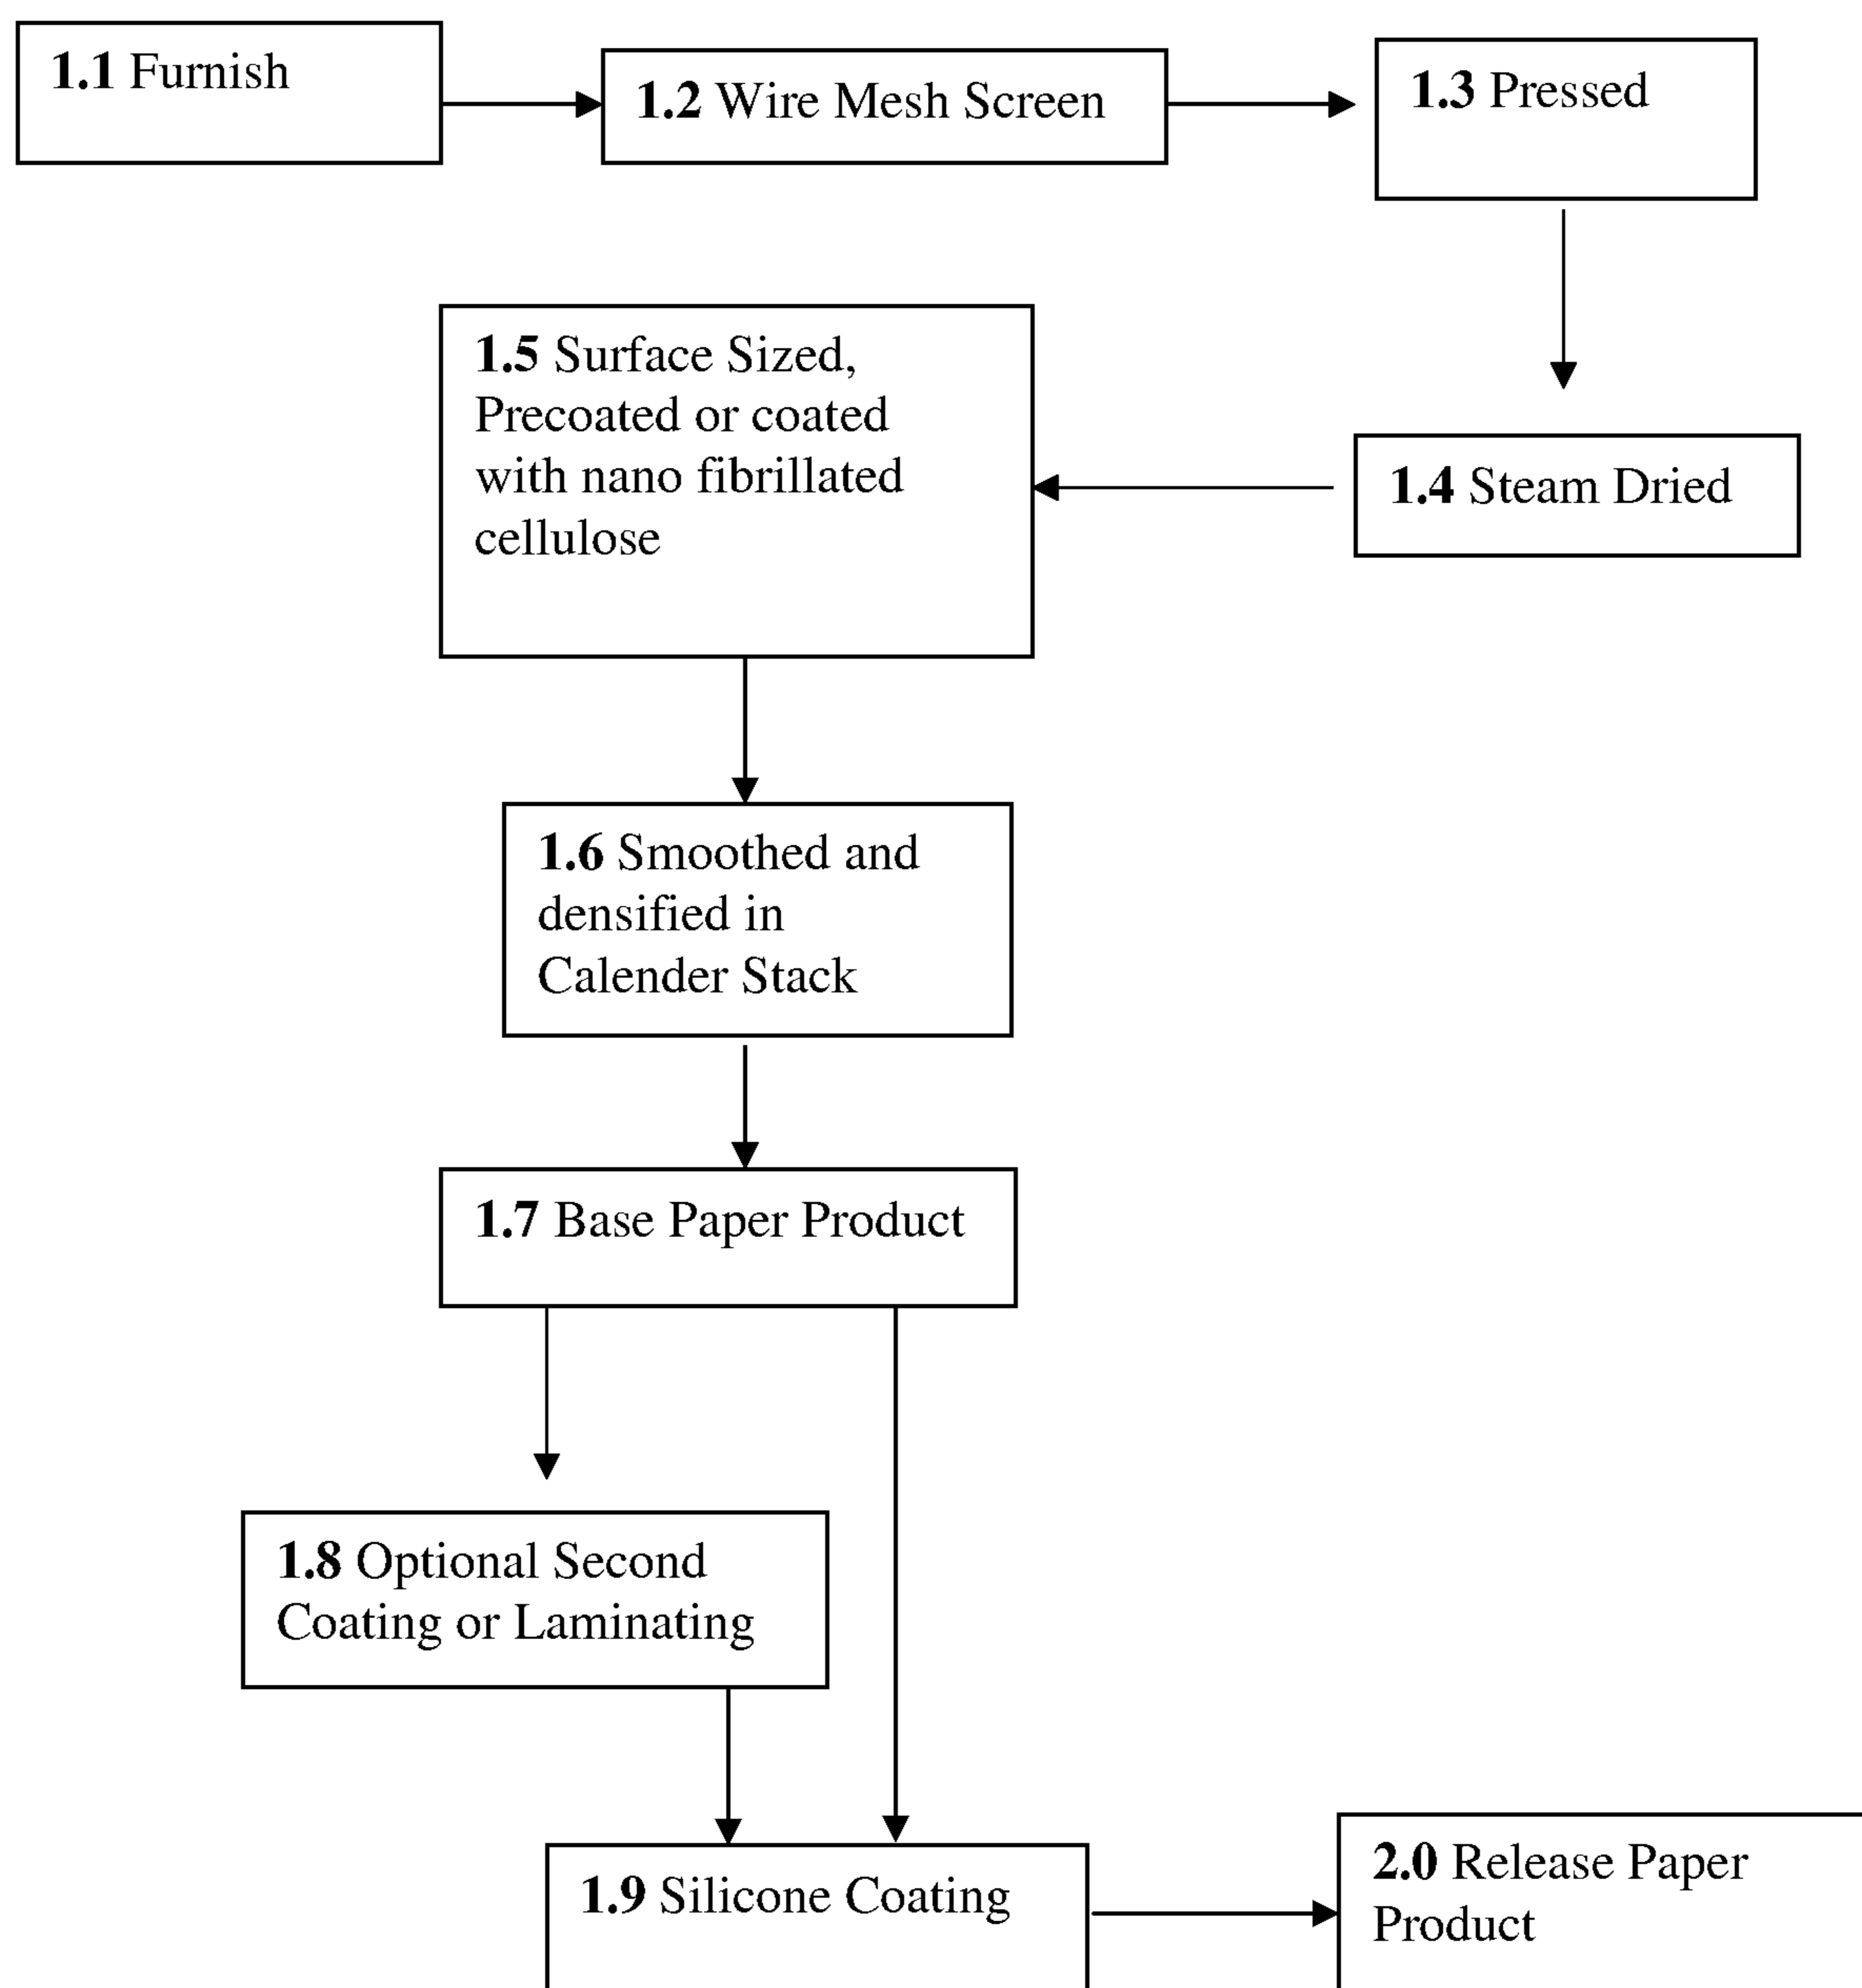 1.1 Furnish
1.2 Wire Mesh Screen
1.3 Pressed
1.4 Steam Dried
1.5 Surface Sized,
Precoated or coated
with nano fibrillated
cellulose
1.6 Smoothed and
densified in
Calender Stack
1.7 Base Paper Product
1.8 Optional Second
Coating or Laminating
1.9 Silicone Coating
2.0 Release Paper
Product